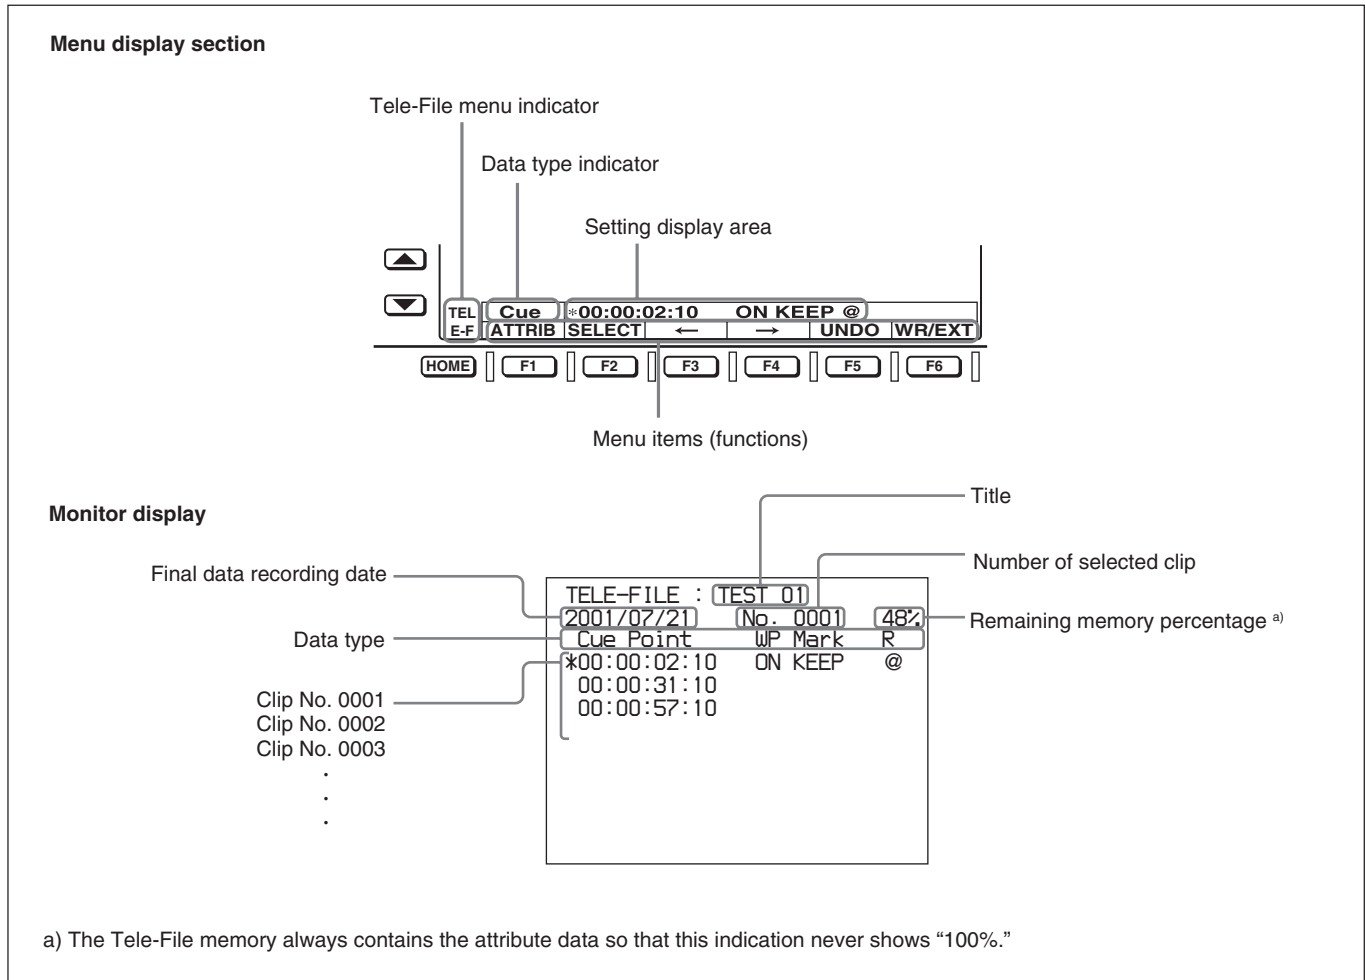 Menu display section
Tele-File menu indicator
Data type indicator
Setting display area
TEL Cue *00:00:02:10 ON KEEP @
E-F ATTRIB SELECT ← → UNDO WR/EXT
HOME F1 F2 F3 F4 F5 F6
Menu items (functions)
Monitor display
Title
Number of selected clip
Remaining memory percentage a)
Final data recording date
Data type
Clip No. 0001
Clip No. 0002
Clip No. 0003
.
.
.
TELE-FILE : TEST 01
2001/07/21 No. 0001 48%
Cue Point WP Mark R
*00:00:02:10 ON KEEP @
00:00:31:10
00:00:57:10
a) The Tele-File memory always contains the attribute data so that this indication never shows “100%.”